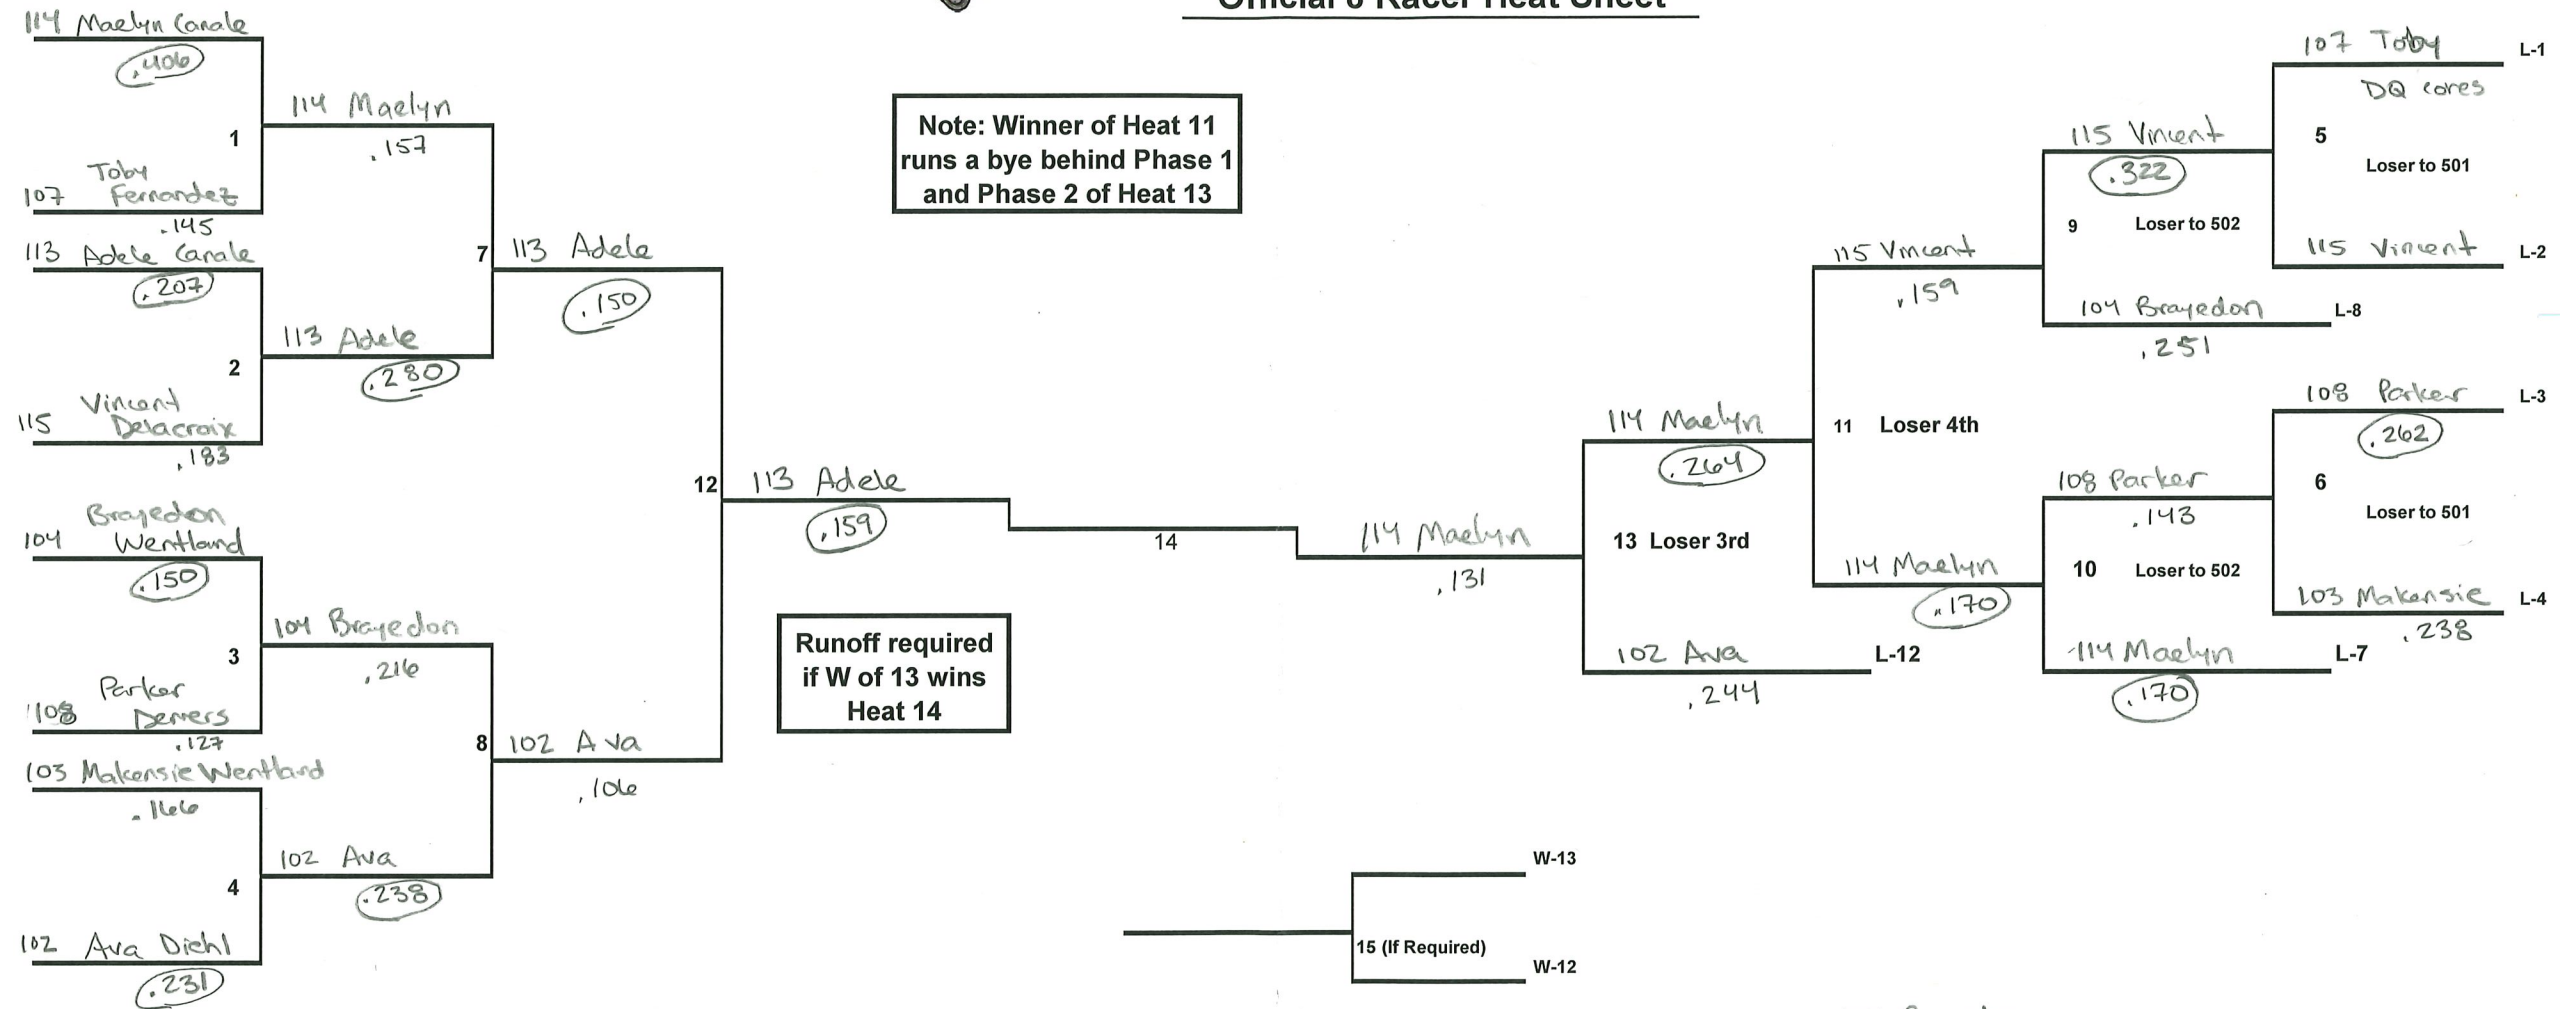 Official 8 Racer Heat Sheet
114 Maelyn Canale
.406
1
114 Maelyn
.157
Toby
107 Fernandez
.145
113 Adele Canale
.207
7
113 Adele
.150
2
113 Adele
.280
Vincent
115 Delacroix
.183
Brayedon
104 Wentland
.150
3
104 Brayedon
.216
Parker
108 Demers
.127
103 Makensie Wentland
.166
8
102 Ava
.106
4
102 Ava
.238
102 Ava Diehl
.231
12
113 Adele
.159
Note: Winner of Heat 11
runs a bye behind Phase 1
and Phase 2 of Heat 13
14
Runoff required
if W of 13 wins
Heat 14
114 Maelyn
.131
13 Loser 3rd
114 Maelyn
.264
102 Ava L-12
.244
11 Loser 4th
115 Vincent
.159
114 Maelyn
.170
115 Vincent
.322
9 Loser to 502
104 Brayedon L-8
.251
108 Parker
.143
10 Loser to 502
114 Maelyn L-7
.170
107 Toby L-1
DQ cores
5
Loser to 501
115 Vincent L-2
108 Parker L-3
.262
6
Loser to 501
103 Makensie L-4
.238
W-13
15 (If Required)
W-12